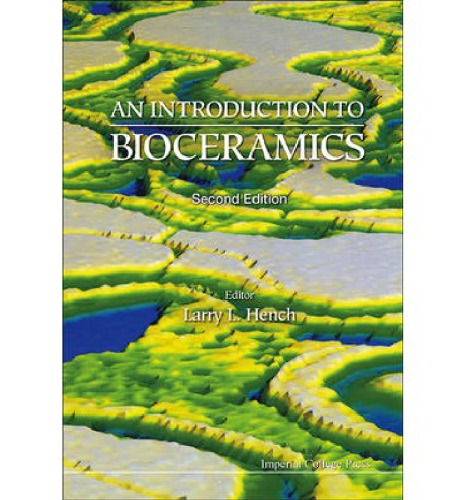 AN INTRODUCTION TO
BIOCERAMICS
Second Edition
Editor
Larry L. Hench
Imperial College Press